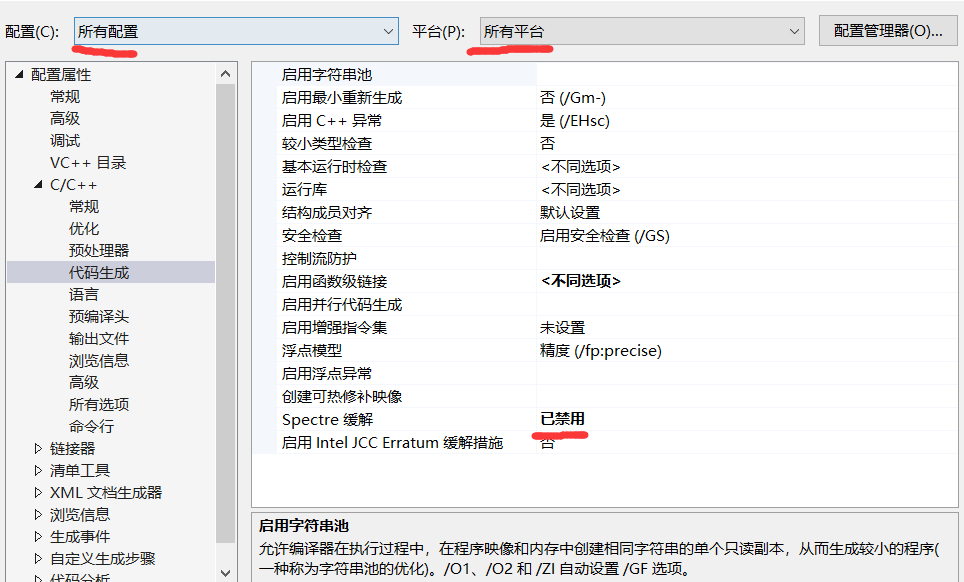 配置(C):
所有配置
平台(P):
所有平台
配置管理器(O)...
配置属性
常规
高级
调试
VC++ 目录
C/C++
常规
优化
预处理器
代码生成
语言
预编译头
输出文件
浏览信息
高级
所有选项
命令行
链接器
清单工具
XML 文档生成器
浏览信息
生成事件
自定义生成步骤
代码分析
启用字符串池
启用最小重新生成 否 (/Gm-)
启用 C++ 异常 是 (/EHsc)
较小类型检查 否
基本运行时检查 <不同选项>
运行库 <不同选项>
结构成员对齐 默认设置
安全检查 启用安全检查 (/GS)
控制流防护
启用函数级链接 <不同选项>
启用并行代码生成
启用增强指令集 未设置
浮点模型 精度 (/fp:precise)
启用浮点异常
创建可热修补映像
Spectre 缓解 已禁用
启用 Intel JCC Erratum 缓解措施 否
启用字符串池
允许编译器在执行过程中，在程序映像和内存中创建相同字符串的单个只读副本，从而生成较小的程序(
一种称为字符串池的优化)。/O1、/O2 和 /ZI 自动设置 /GF 选项。